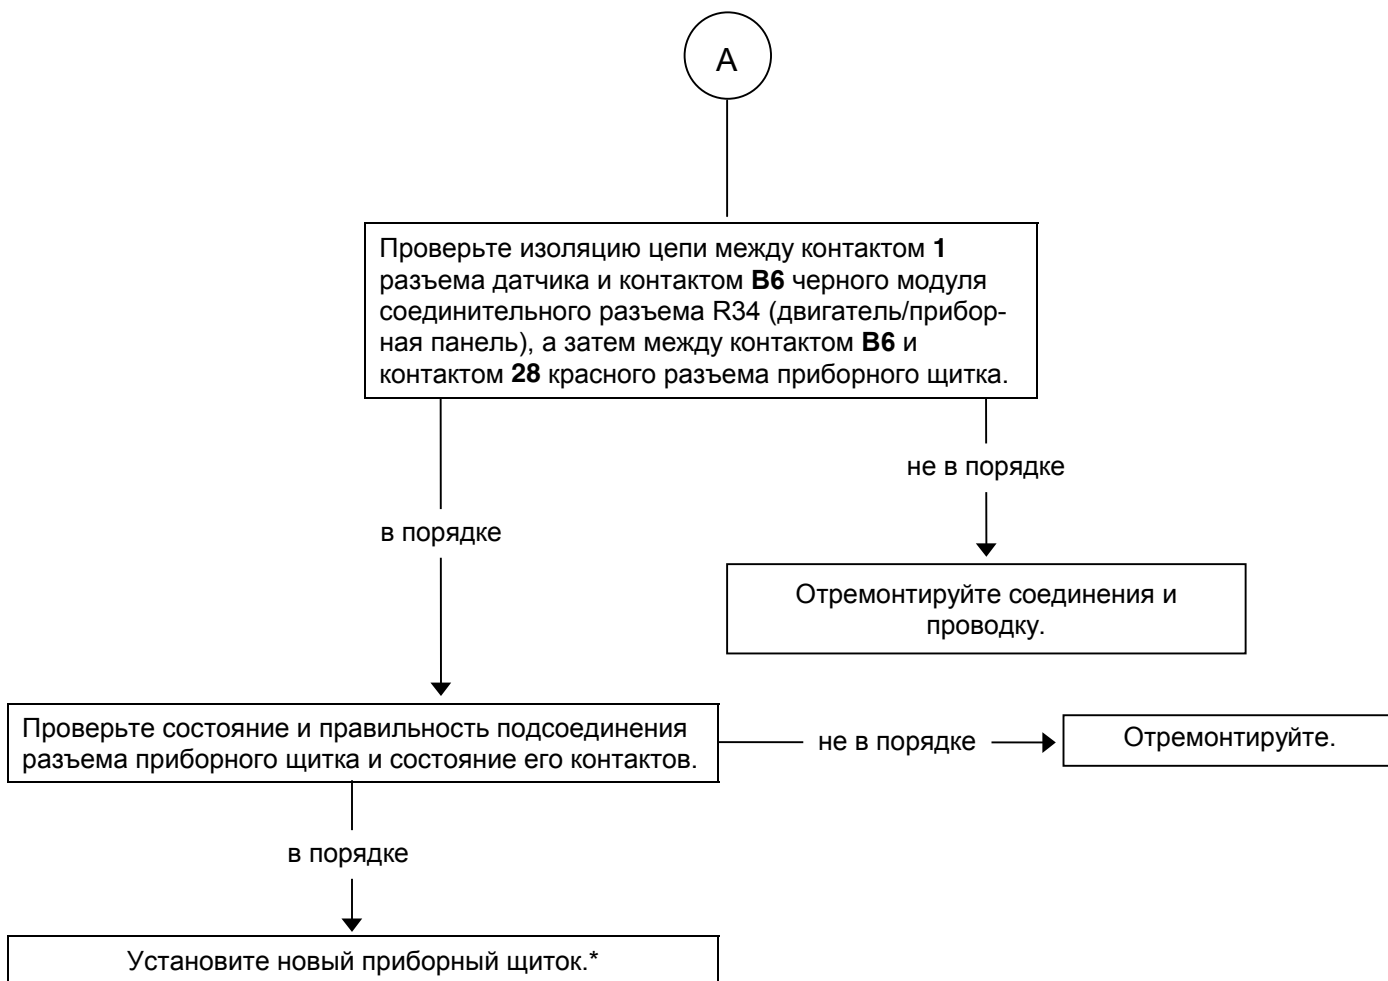 А
Проверьте изоляцию цепи между контактом 1
разъема датчика и контактом В6 черного модуля
соединительного разъема R34 (двигатель/прибор-
ная панель), а затем между контактом В6 и
контактом 28 красного разъема приборного щитка.
не в порядке
в порядке
Отремонтируйте соединения и
проводку.
Проверьте состояние и правильность подсоединения
разъема приборного щитка и состояние его контактов.
не в порядке
Отремонтируйте.
в порядке
Установите новый приборный щиток.*